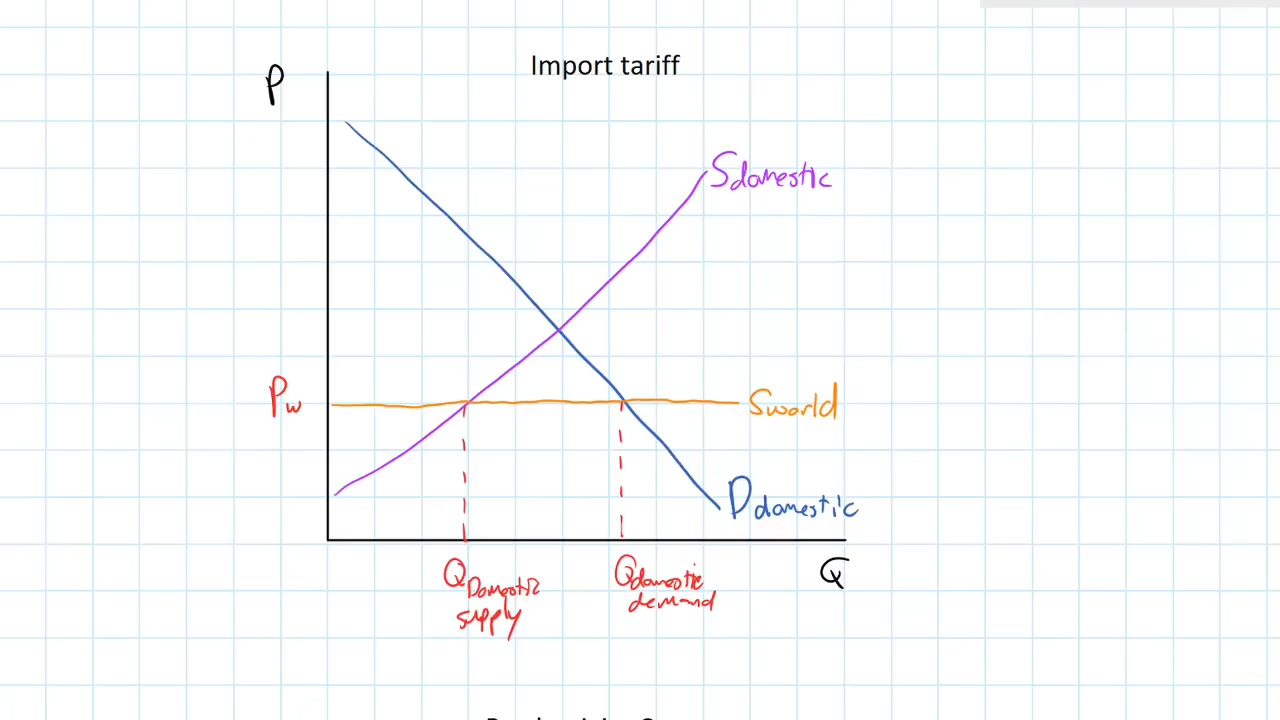 Import tariff
P
Sdomestic
Pw
Sworld
Ddomestic
QDomestic
supply
Qdomestic
demand
Q